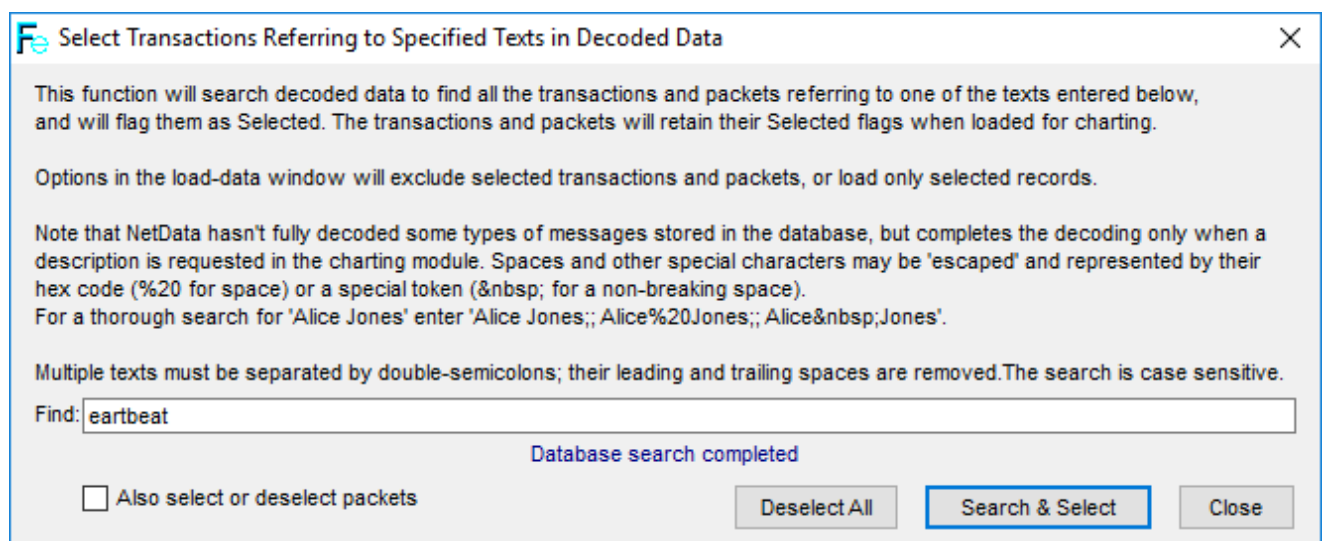 Fe Select Transactions Referring to Specified Texts in Decoded Data
This function will search decoded data to find all the transactions and packets referring to one of the texts entered below,
and will flag them as Selected. The transactions and packets will retain their Selected flags when loaded for charting.
Options in the load-data window will exclude selected transactions and packets, or load only selected records.
Note that NetData hasn't fully decoded some types of messages stored in the database, but completes the decoding only when a
description is requested in the charting module. Spaces and other special characters may be 'escaped' and represented by their
hex code (%20 for space) or a special token (&nbsp; for a non-breaking space).
For a thorough search for 'Alice Jones' enter 'Alice Jones;; Alice%20Jones;; Alice&nbsp;Jones'.
Multiple texts must be separated by double-semicolons; their leading and trailing spaces are removed.The search is case sensitive.
Find: eartbeat
Database search completed
Also select or deselect packets
Deselect All Search & Select Close